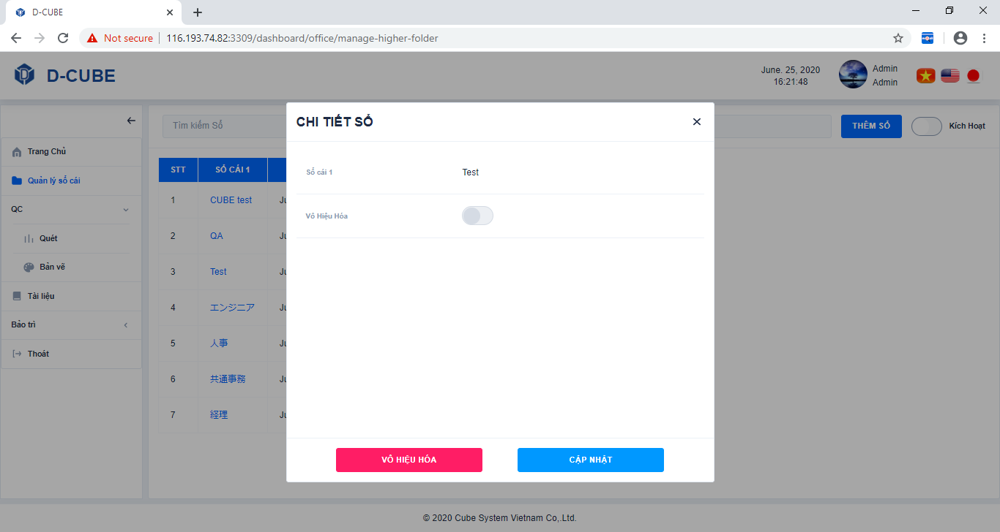 D-CUBE
Not secure
116.193.74.82:3309/dashboard/office/manage-higher-folder
D-CUBE
June. 25, 2020
16:21:48
Admin
Admin
Trang Chủ
Quản lý sổ cái
QC
Quét
Bản vẽ
Tài liệu
Bảo trì
Thoát
Tìm kiếm Sổ
THÊM SỔ
Kích Hoạt
STT
SỔ CÁI 1
1
CUBE test
Ju
2
QA
Ju
3
Test
Ju
4
エンジニア
Ju
5
人事
Ju
6
共通事務
Ju
7
経理
Ju
CHI TIẾT SỔ
Sổ cái 1
Test
Vô Hiệu Hóa
VÔ HIỆU HÓA
CẬP NHẬT
© 2020 Cube System Vietnam Co,.Ltd.